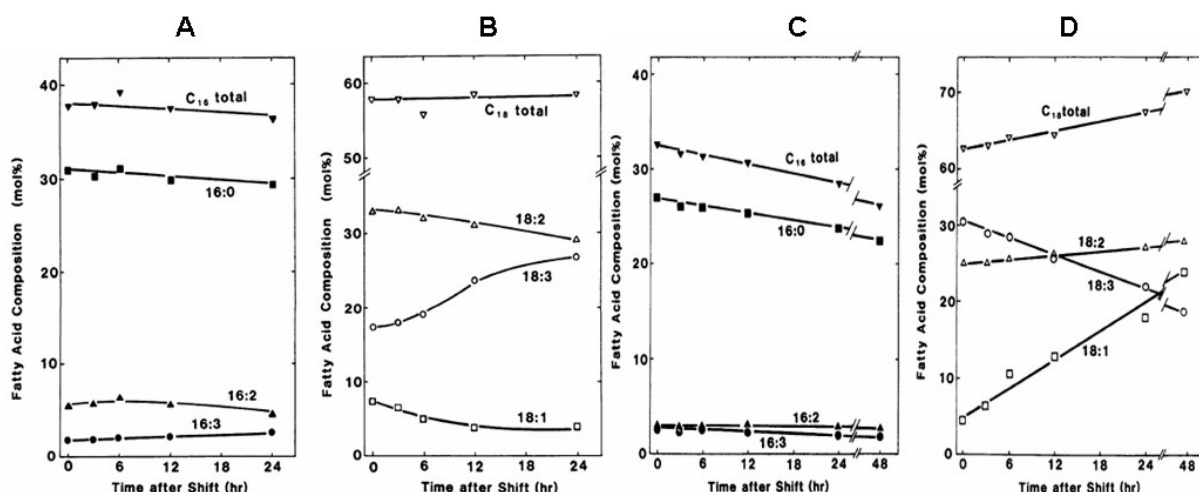 A
B
C
D
Fatty Acid Composition (mol%)
40
30
20
10
0
C16 total
16:0
16:2
16:3
0 6 12 18 24
Time after Shift (hr)
Fatty Acid Composition (mol%)
60
50
30
20
10
0
C18 total
18:2
18:3
18:1
0 6 12 18 24
Time after Shift (hr)
Fatty Acid Composition (mol%)
40
30
20
10
0
C16 total
16:0
16:2
16:3
0 6 12 24 48
Time after Shift (hr)
Fatty Acid Composition (mol%)
70
60
30
20
10
0
C18 total
18:2
18:3
18:1
0 6 12 24 48
Time after Shift (hr)